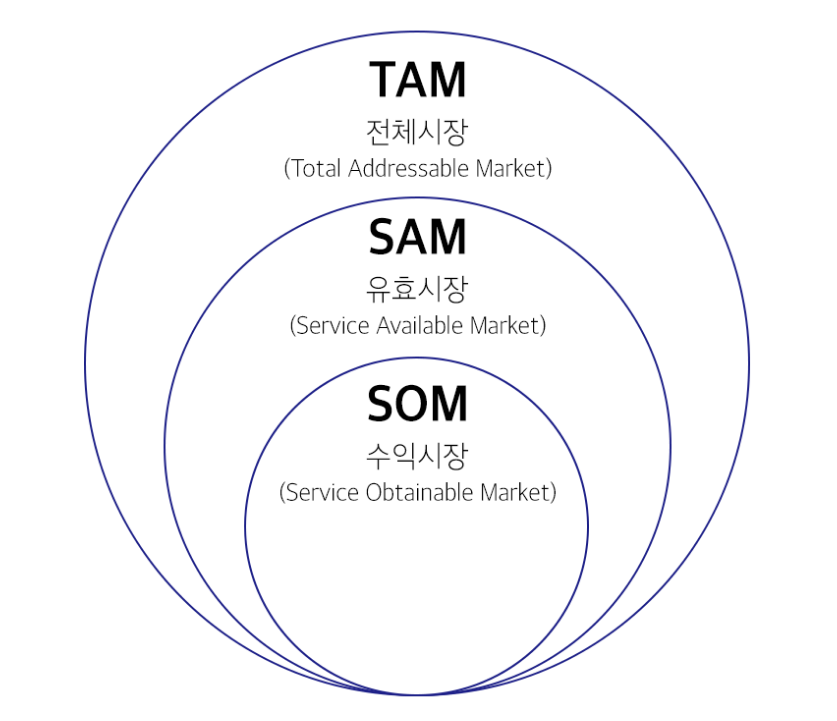 TAM
전체시장
(Total Addressable Market)
SAM
유효시장
(Service Available Market)
SOM
수익시장
(Service Obtainable Market)